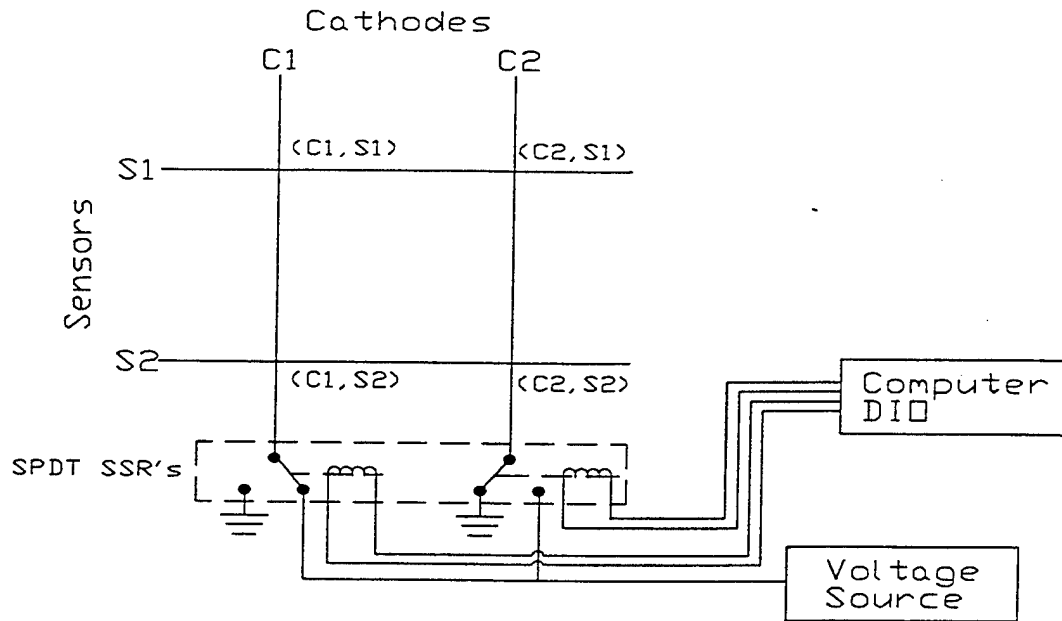 Cathodes
C1
C2
(C1,S1)
(C2,S1)
S1
Sensors
S2
(C1,S2)
(C2,S2)
Computer
DIO
SPDT SSR's
Voltage
Source